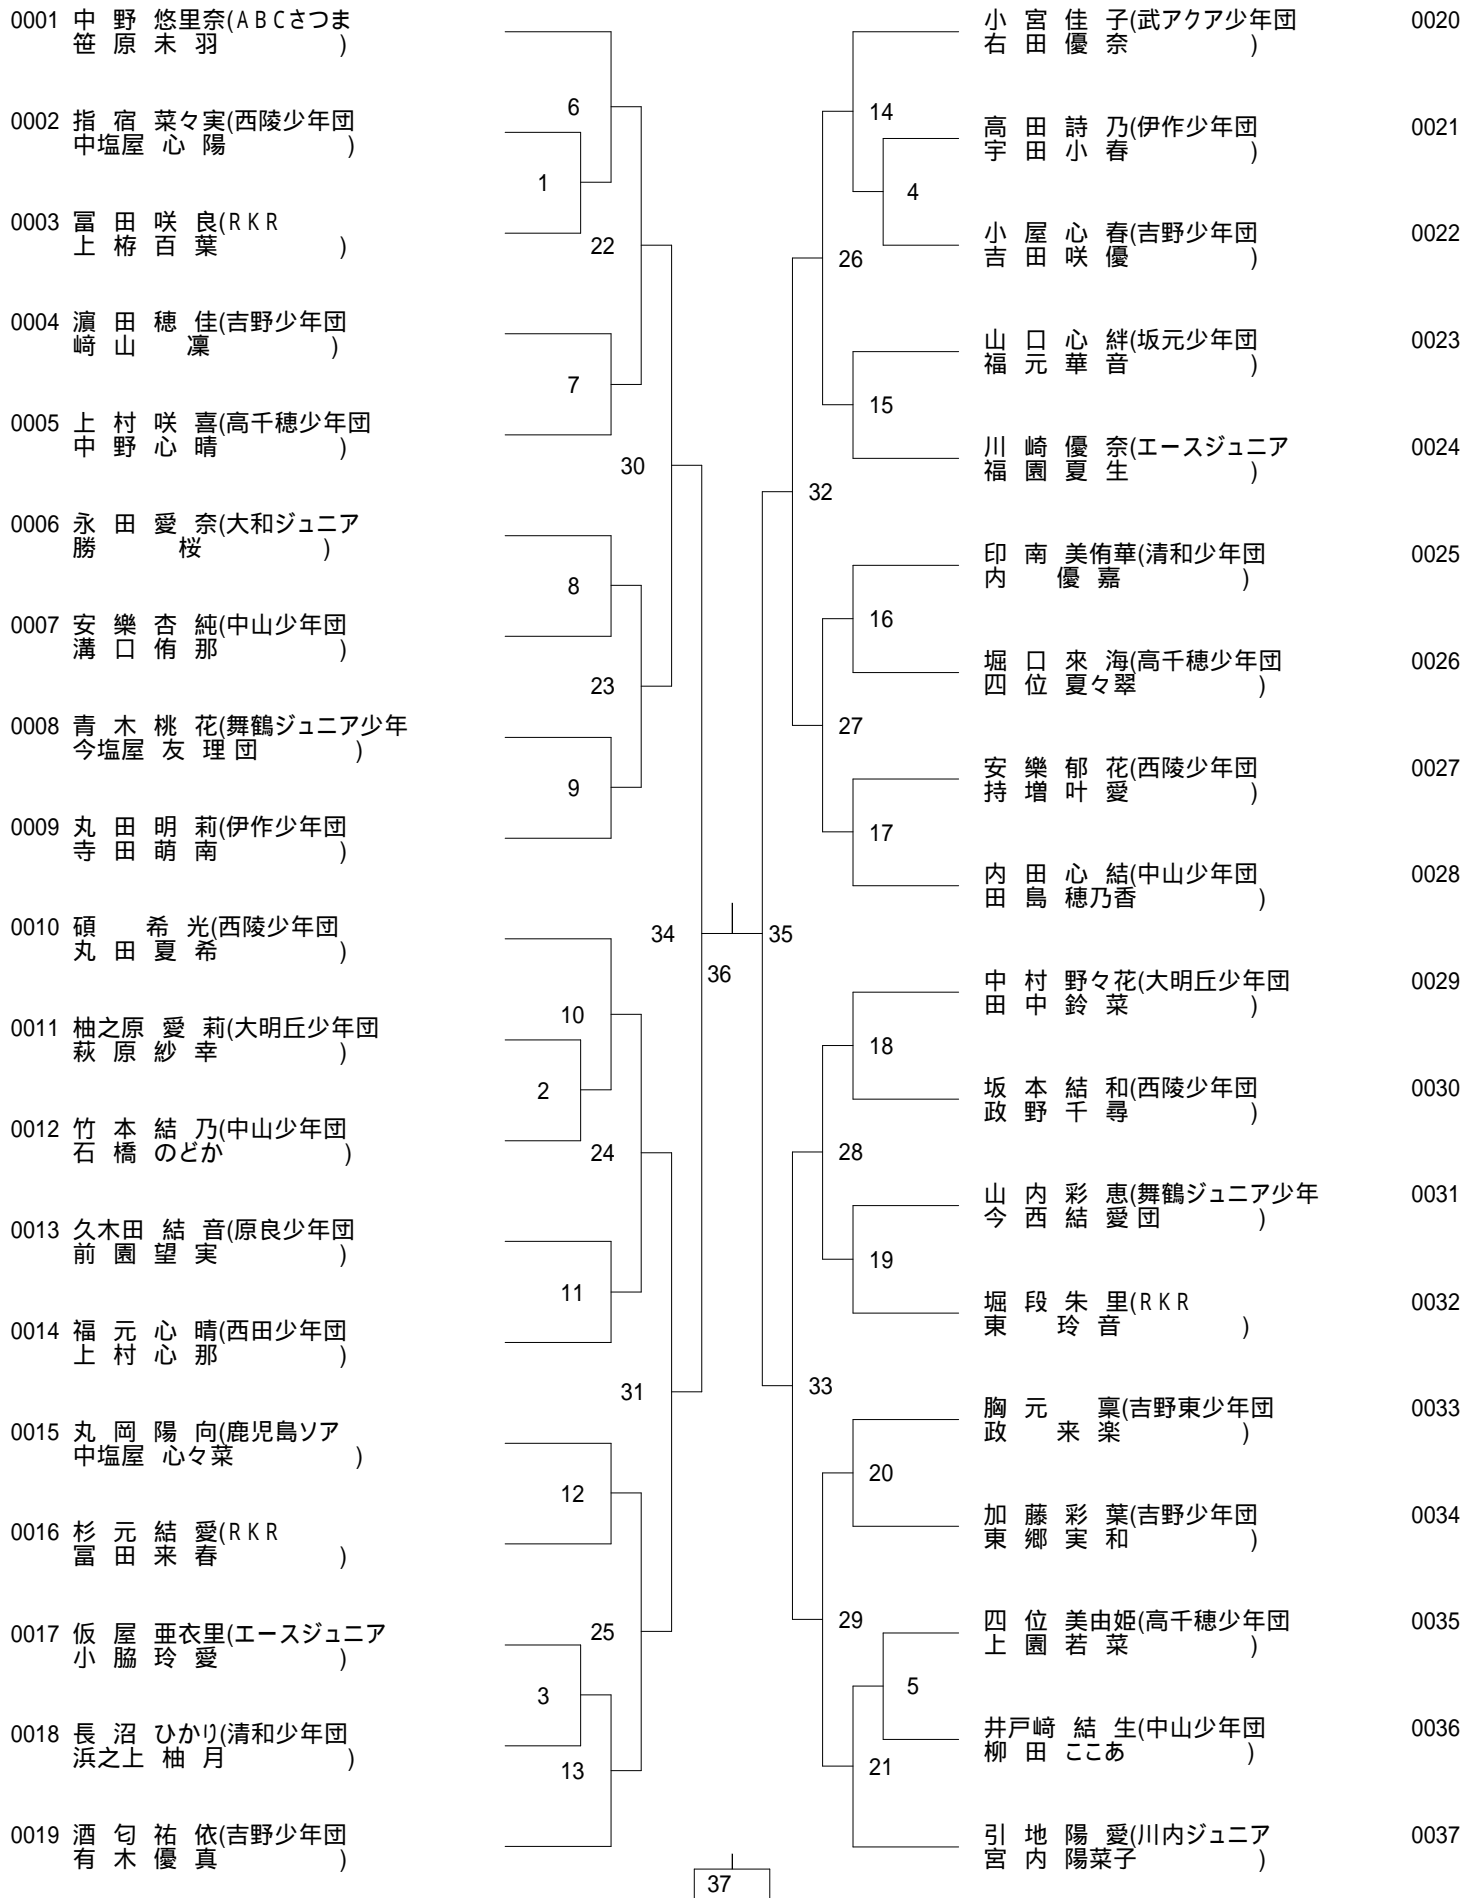 0001 中 野 悠里奈(ABCさつま
笹 原 未 羽 )
0002 指 宿 菜々実(西陵少年団
中塩屋 心 陽 )
0003 冨 田 咲 良(RKR
上 栫 百 葉 )
0004 濵 田 穂 佳(吉野少年団
﨑 山 凜 )
0005 上 村 咲 喜(高千穂少年団
中 野 心 晴 )
0006 永 田 愛 奈(大和ジュニア
勝 桜 )
0007 安 樂 杏 純(中山少年団
溝 口 侑 那 )
0008 青 木 桃 花(舞鶴ジュニア少年
今塩屋 友 理 団 )
0009 丸 田 明 莉(伊作少年団
寺 田 萌 南 )
0010 碩 希 光(西陵少年団
丸 田 夏 希 )
0011 柚之原 愛 莉(大明丘少年団
萩 原 紗 幸 )
0012 竹 本 結 乃(中山少年団
石 橋 のどか )
0013 久木田 結 音(原良少年団
前 園 望 実 )
0014 福 元 心 晴(西田少年団
上 村 心 那 )
0015 丸 岡 陽 向(鹿児島ソア
中塩屋 心々菜 )
0016 杉 元 結 愛(RKR
冨 田 来 春 )
0017 仮 屋 亜衣里(エースジュニア
小 脇 玲 愛 )
0018 長 沼 ひかり(清和少年団
浜之上 柚 月 )
0019 酒 匂 祐 依(吉野少年団
有 木 優 真 )
6
1
22
7
30
8
23
9
34
36
10
2
24
11
31
12
25
3
13
37
14
4
26
15
32
16
27
17
35
18
28
19
33
20
29
5
21
小 宮 佳 子(武アクア少年団 0020
右 田 優 奈 )
高 田 詩 乃(伊作少年団 0021
宇 田 小 春 )
小 屋 心 春(吉野少年団 0022
吉 田 咲 優 )
山 口 心 絆(坂元少年団 0023
福 元 華 音 )
川 崎 優 奈(エースジュニア 0024
福 園 夏 生 )
印 南 美侑華(清和少年団 0025
内 優 嘉 )
堀 口 來 海(高千穂少年団 0026
四 位 夏々翠 )
安 樂 郁 花(西陵少年団 0027
持 増 叶 愛 )
内 田 心 結(中山少年団 0028
田 島 穂乃香 )
中 村 野々花(大明丘少年団 0029
田 中 鈴 菜 )
坂 本 結 和(西陵少年団 0030
政 野 千 尋 )
山 内 彩 恵(舞鶴ジュニア少年 0031
今 西 結 愛 団 )
堀 段 朱 里(RKR 0032
東 玲 音 )
胸 元 稟(吉野東少年団 0033
政 来 楽 )
加 藤 彩 葉(吉野少年団 0034
東 郷 実 和 )
四 位 美由姫(高千穂少年団 0035
上 園 若 菜 )
井戸﨑 結 生(中山少年団 0036
柳 田 ここあ )
引 地 陽 愛(川内ジュニア 0037
宮 内 陽菜子 )